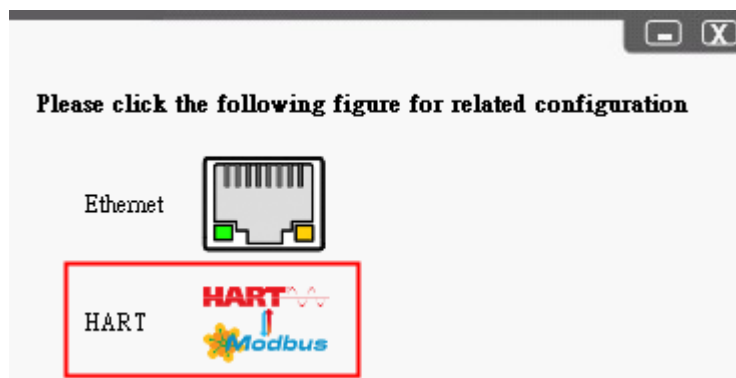 Please click the following figure for related configuration
Ethernet
HART
HART
Modbus